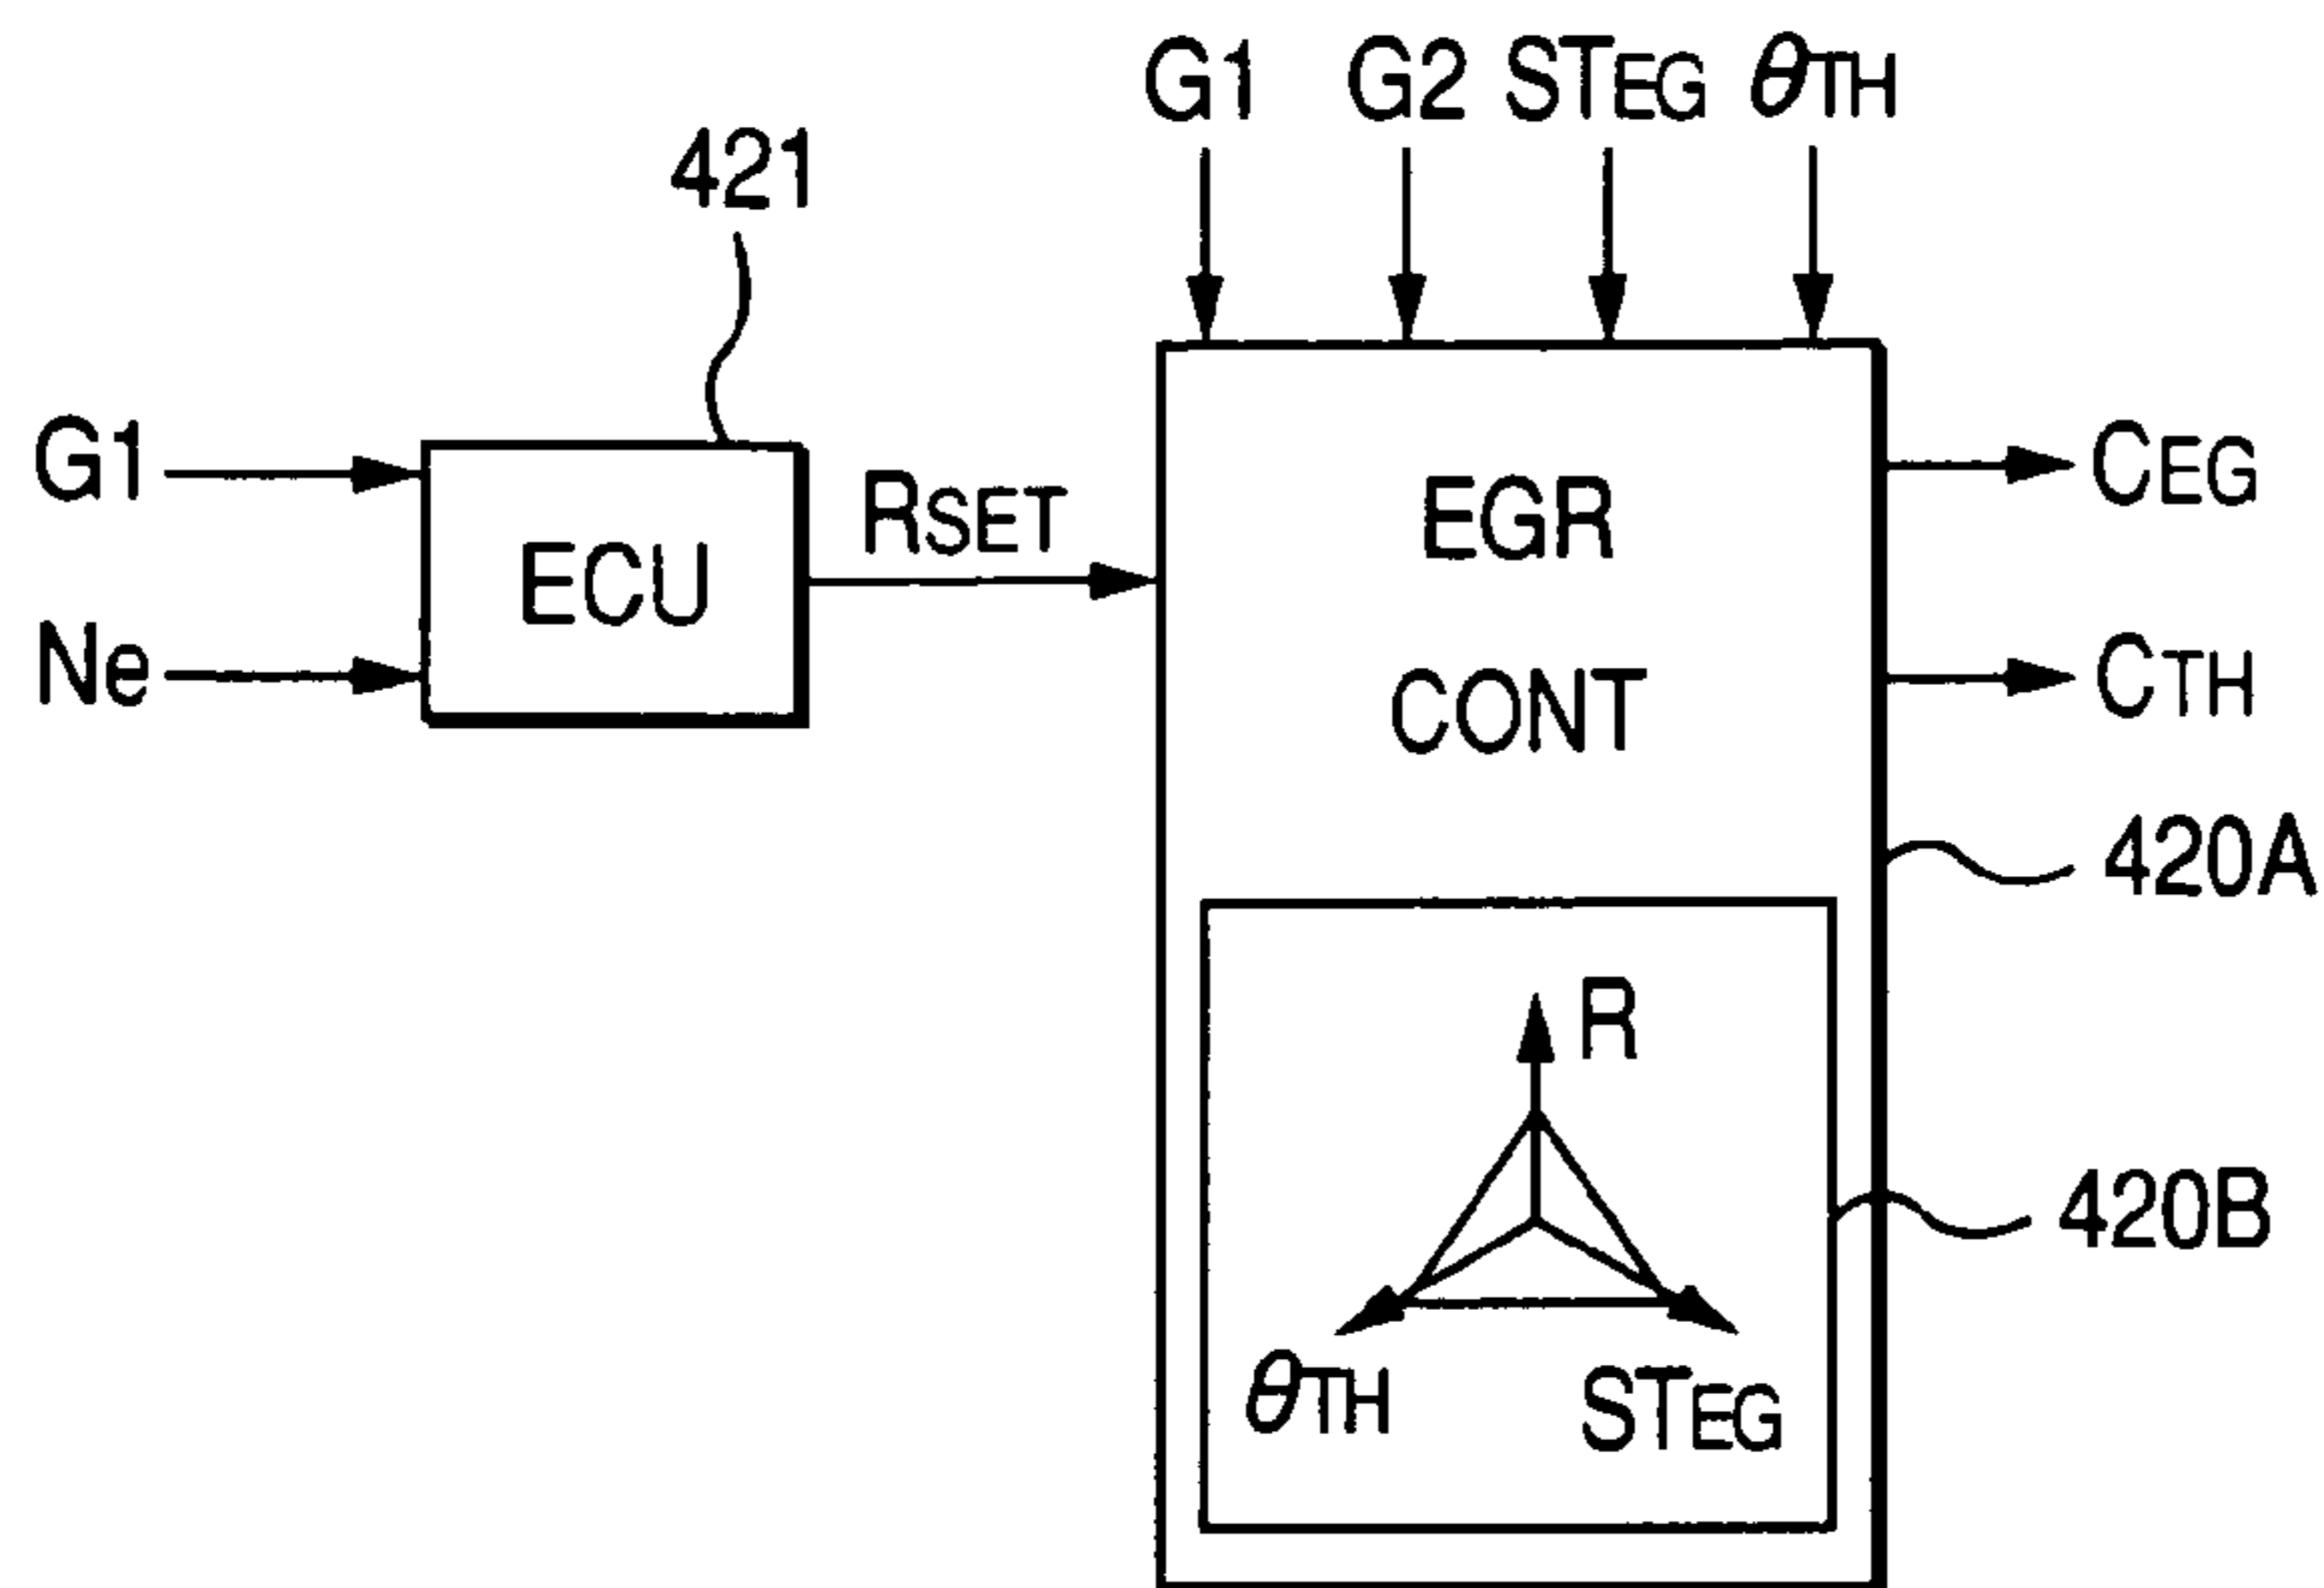 G1 G2 STEG θTH
421
G1
ECU
Ne
RSET
EGR
CONT
CEG
CTH
420A
R
θTH
STEG
420B